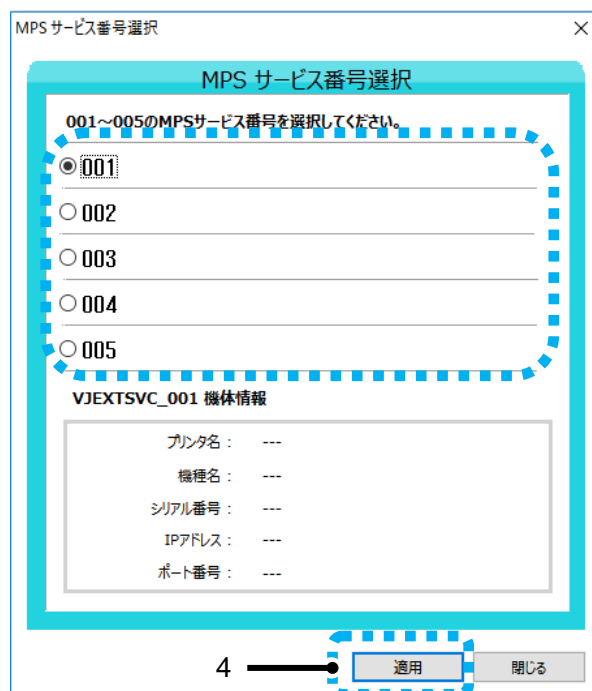 MPS サービス番号選択
MPS サービス番号選択
001～005のMPSサービス番号を選択してください。
001
002
003
004
005
VJEXTSVC_001 機体情報
プリンタ名： ---
機種名： ---
シリアル番号： ---
IPアドレス： ---
ポート番号： ---
4 適用 閉じる